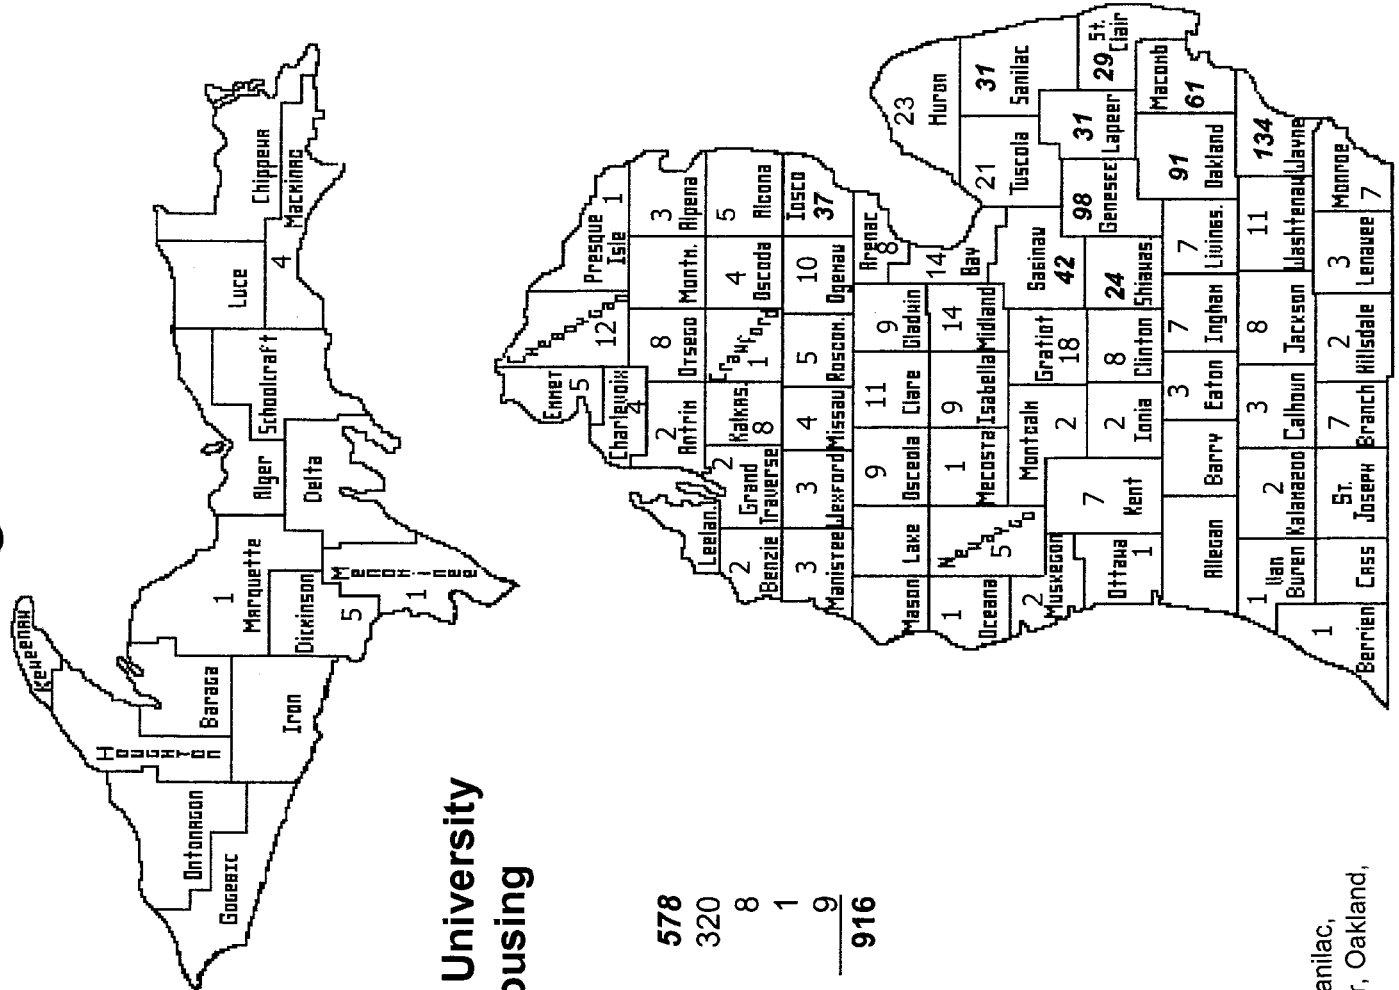 University
ousing
578
320
8
1
9
916
anilac,
r, Oakland,
Keweenaw
Houghton
Ontonagon
Gogebic
Baraga
Iron
1
Marquette
Dickinson
5
Menominee
1
Alger
Delta
Schoolcraft
Luce
Chippewa
Mackinac
4
Emmet
5
Cheboygan
12
Presque
Isle
1
Charlevoix
4
2
Antrim
8
Otsego
Montm.
3
Alpena
Leelan.
2
Benzie
2
Grand
Traverse
Kalkas.
8
Crawford
1
4
Oscoda
5
Alcona
3
Manistee
3
Wexford
4
Missau
5
Roscom.
10
Ogemaw
Iosco
37
Mason
Lake
9
Osceola
11
Clare
9
Gladwin
Arenac
8
1
Oceana
Newaygo
5
1
Mecosta
9
Isabella
14
Midland
14
Bay
23
Huron
2
Muskegon
Montcalm
2
Gratiot
18
Saginaw
42
21
Tuscola
31
Sanilac
Ottawa
1
7
Kent
2
Ionia
8
Clinton
24
Shiawas
98
Genesee
31
Lapeer
29
St.
Clair
Allegan
Barry
3
Eaton
7
Ingham
7
Livings.
91
Oakland
Macomb
61
1
Van
Buren
2
Kalamazoo
3
Calhoun
8
Jackson
11
Washtenaw
134
Wayne
1
Berrien
Cass
St.
Joseph
7
Branch
2
Hillsdale
3
Lenawee
Monroe
7